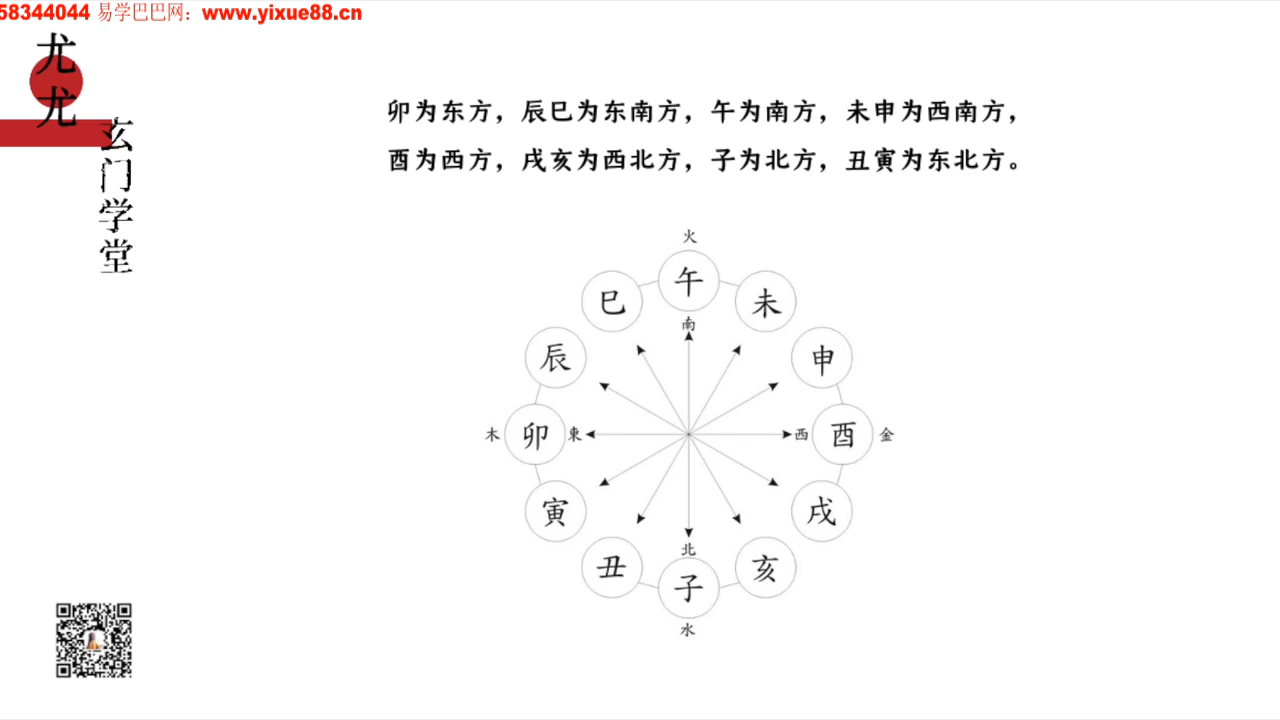 58344044 易学巴巴网：www.yixue88.cn
尤尤
玄门学堂
卯为东方，辰巳为东南方，午为南方，未申为西南方，
酉为西方，戌亥为西北方，子为北方，丑寅为东北方。
火
午
巳
未
南
辰
申
木
卯
東
西
酉
金
寅
戌
北
丑
亥
子
水